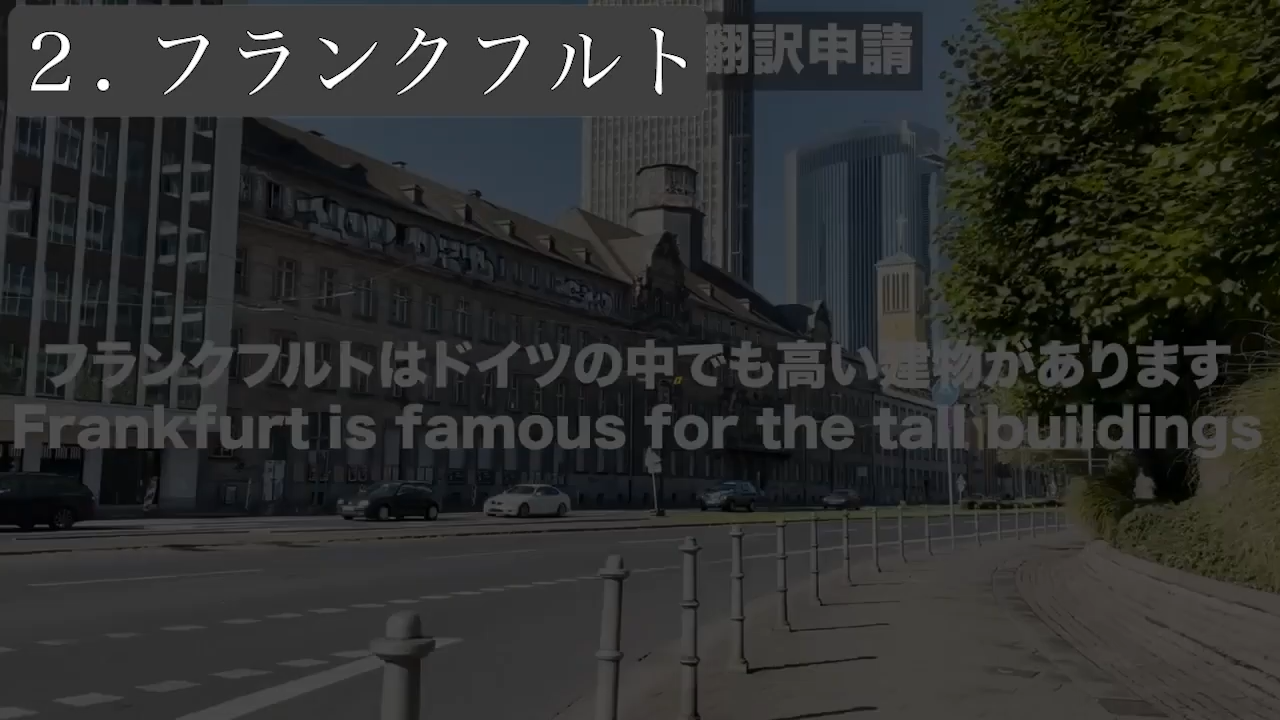 ２. フランクフルト
翻訳申請
フランクフルトはドイツの中でも高い建物があります
Frankfurt is famous for the tall buildings